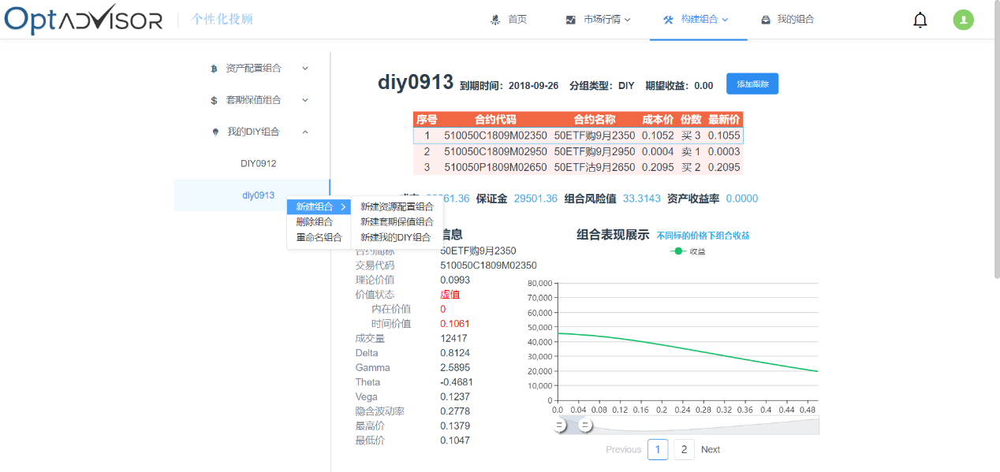 OptADVISOR 个性化投顾 首页 市场行情 构建组合 我的组合
资产配置组合
套期保值组合
我的DIY组合
DIY0912
diy0913
新建组合
删除组合
重命名组合
新建资源配置组合
新建套期保值组合
新建我的DIY组合
diy0913 到期时间：2018-09-26 分组类型：DIY 期望收益：0.00 添加跟踪
序号 合约代码 合约名称 成本价 份数 最新价
1 510050C1809M02350 50ETF购9月2350 0.1052 买 3 0.1055
2 510050C1809M02950 50ETF购9月2950 0.0004 卖 1 0.0003
3 510050P1809M02650 50ETF沽9月2650 0.2095 买 2 0.2095
61.36 保证金 29501.36 组合风险值 33.3143 资产收益率 0.0000
信息
合约简称 50ETF购9月2350
交易代码 510050C1809M02350
理论价值 0.0993
价值状态 虚值
内在价值 0
时间价值 0.1061
成交量 12417
Delta 0.8124
Gamma 2.5895
Theta -0.4681
Vega 0.1237
隐含波动率 0.2778
最高价 0.1379
最低价 0.1047
组合表现展示 不同标的价格下组合收益
收益
80,000
70,000
60,000
50,000
40,000
30,000
20,000
10,000
0
0.0 0.04 0.08 0.12 0.16 0.2 0.24 0.28 0.32 0.36 0.4 0.44 0.48
Previous 1 2 Next